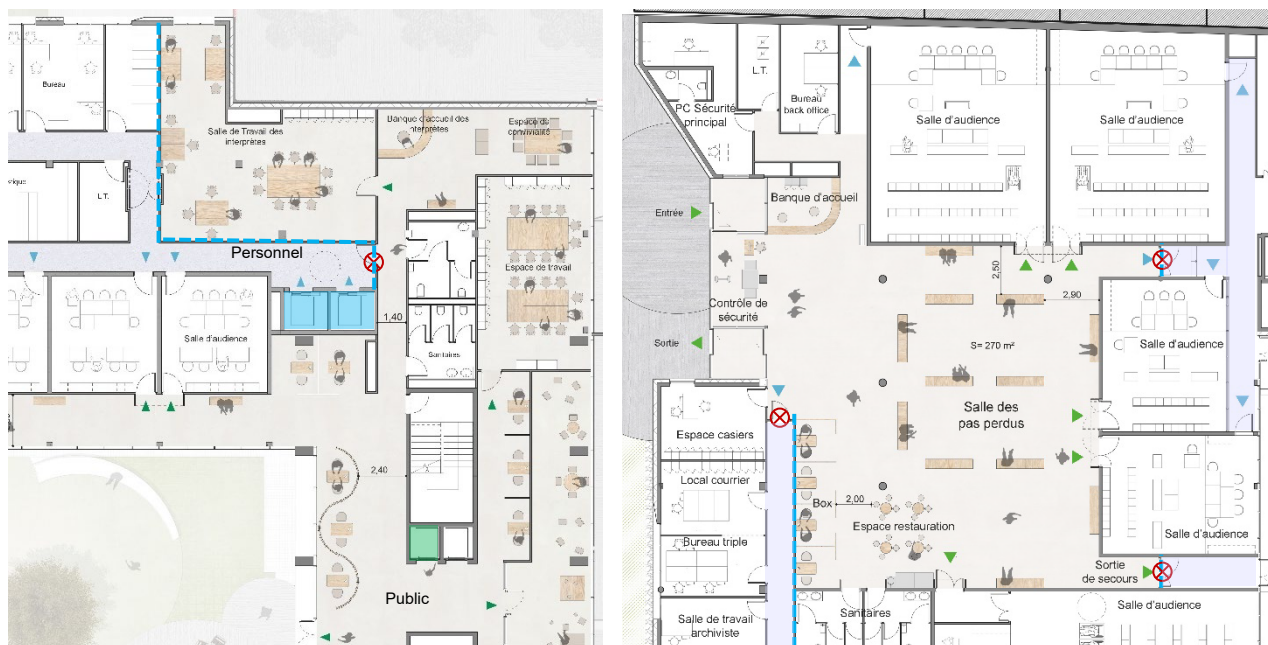 Bureau
Salle de Travail des
interprètes
Banque d'accueil des
interprètes
Espace de
convivialité
L.T.
Personnel
Espace de travail
1,40
Salle d'audience
Sanitaires
2,40
Public
PC Sécurité
principal
L.T.
Bureau
back office
Salle d'audience
Salle d'audience
Entrée
Banque d'accueil
2,50
2,90
Contrôle de
sécurité
Sortie
S= 270 m²
Salle d'audience
Salle des
pas perdus
Espace casiers
Local courrier
Box
2,00
Espace restauration
Bureau triple
Salle d'audience
Sortie
de secours
Salle de travail
archiviste
Sanitaires
Salle d'audience